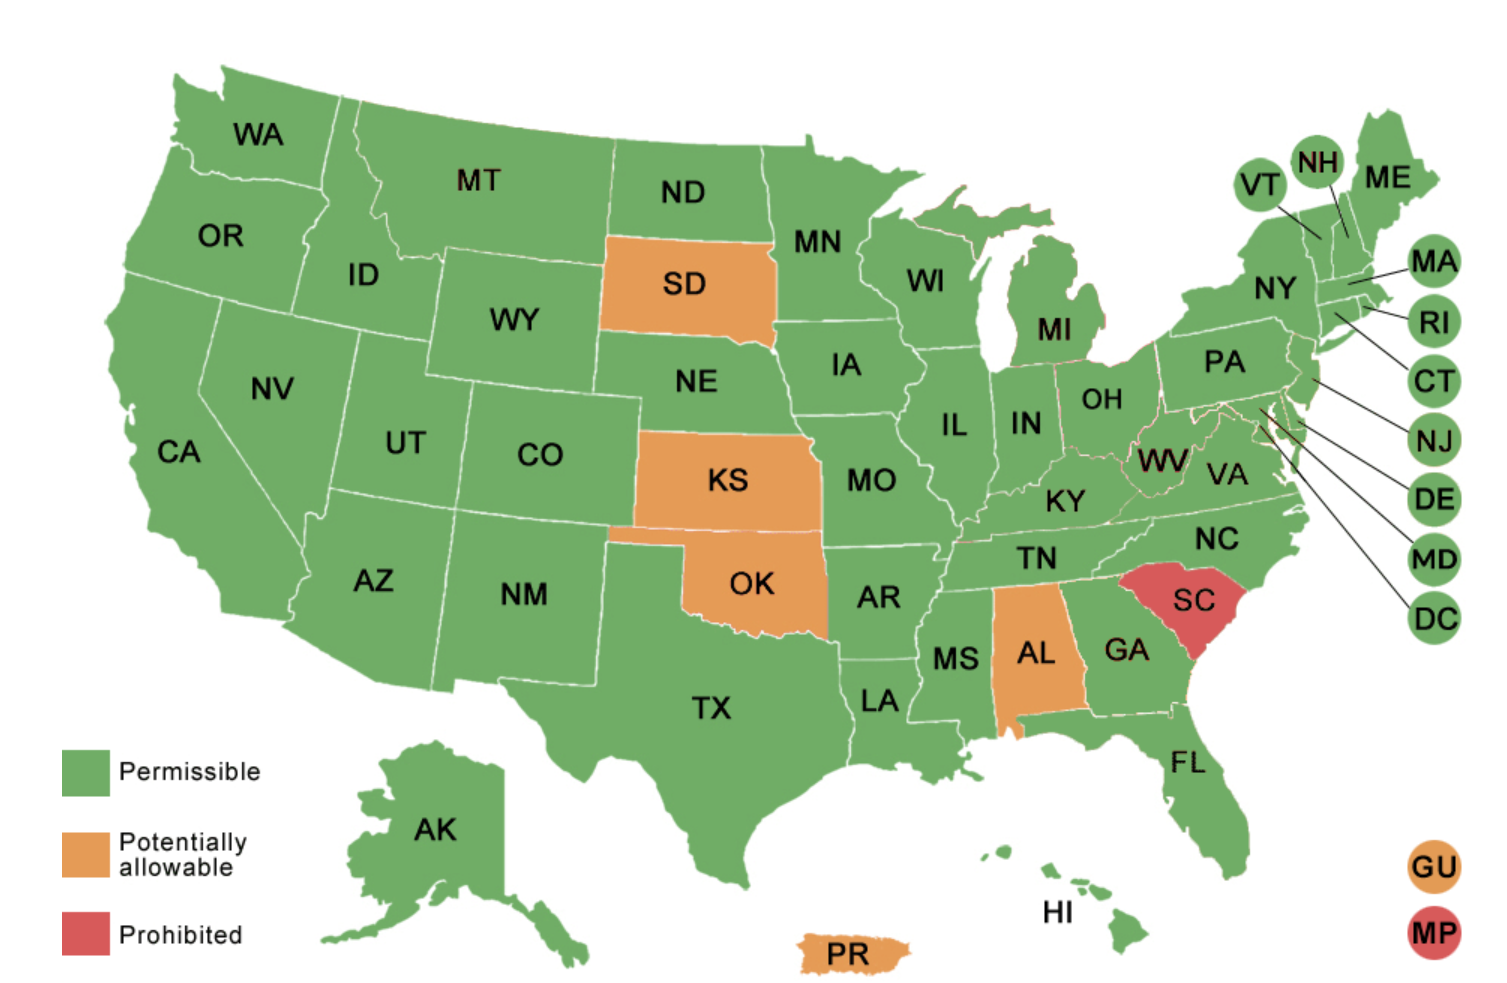 WA
MT
ND
MN
OR
ID
SD
WI
MI
WY
VT
NH
ME
NY
MA
RI
CT
NJ
PA
IA
NE
NV
UT
CO
CA
IL
IN
OH
WV
VA
KY
MO
KS
DE
MD
DC
NC
TN
SC
AZ
NM
OK
AR
MS
AL
GA
TX
LA
FL
Permissible
Potentially
allowable
Prohibited
AK
HI
PR
GU
MP